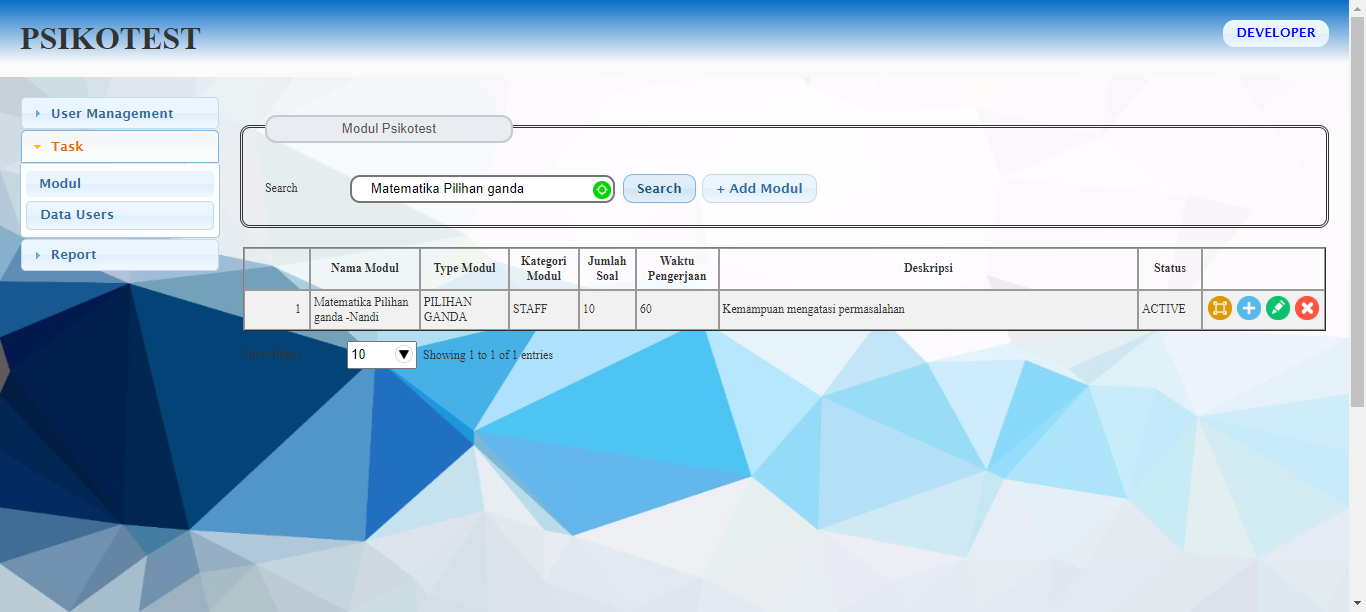 PSIKOTEST
DEVELOPER
User Management
Task
Modul
Data Users
Report
Modul Psikotest
Search
Matematika Pilihan ganda
Search
+ Add Modul
Nama Modul
Type Modul
Kategori
Modul
Jumlah
Soal
Waktu
Pengerjaan
Deskripsi
Status
1
Matematika Pilihan
ganda -Nandi
PILIHAN
GANDA
STAFF
10
60
Kemampuan mengatasi permasalahan
ACTIVE
10
Showing 1 to 1 of 1 entries